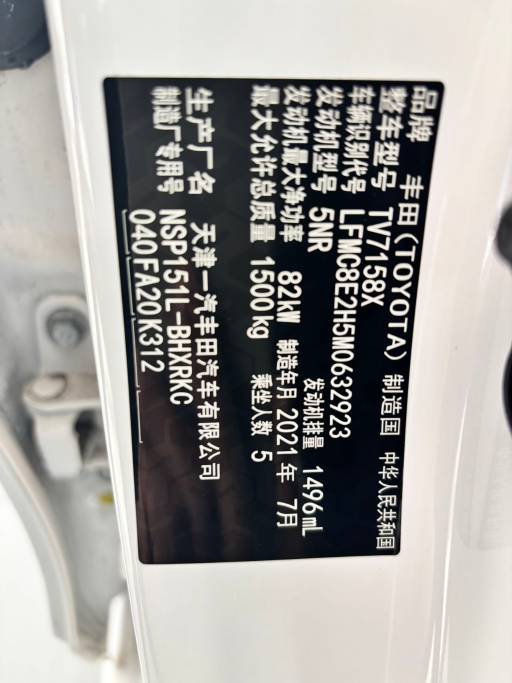 品牌 丰田(TOYOTA) 制造国 中华人民共和国
整车型号 TV7158X
车辆识别代号 LFMC8E2H5M0632923
发动机型号 5NR 发动机排量 1496mL
发动机最大净功率 82kW 制造年月 2021年 7月
最大允许总质量 1500kg 乘坐人数 5
生产厂名 天津一汽丰田汽车有限公司
制造厂专用号 NSP151L-BHXRKC
040 FA20 K312